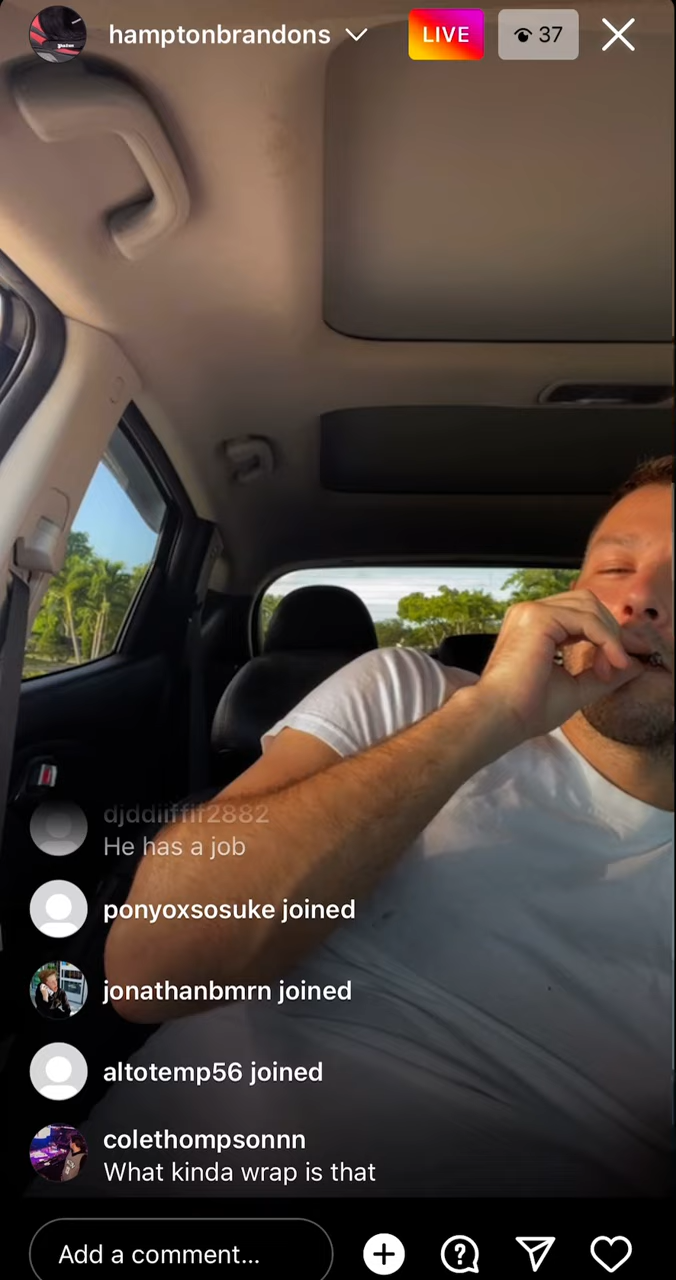 hamptonbrandons
LIVE
37
djddiiffif2882
He has a job
ponyoxsosuke joined
jonathanbmrn joined
altotemp56 joined
colethompsonnn
What kinda wrap is that
Add a comment...